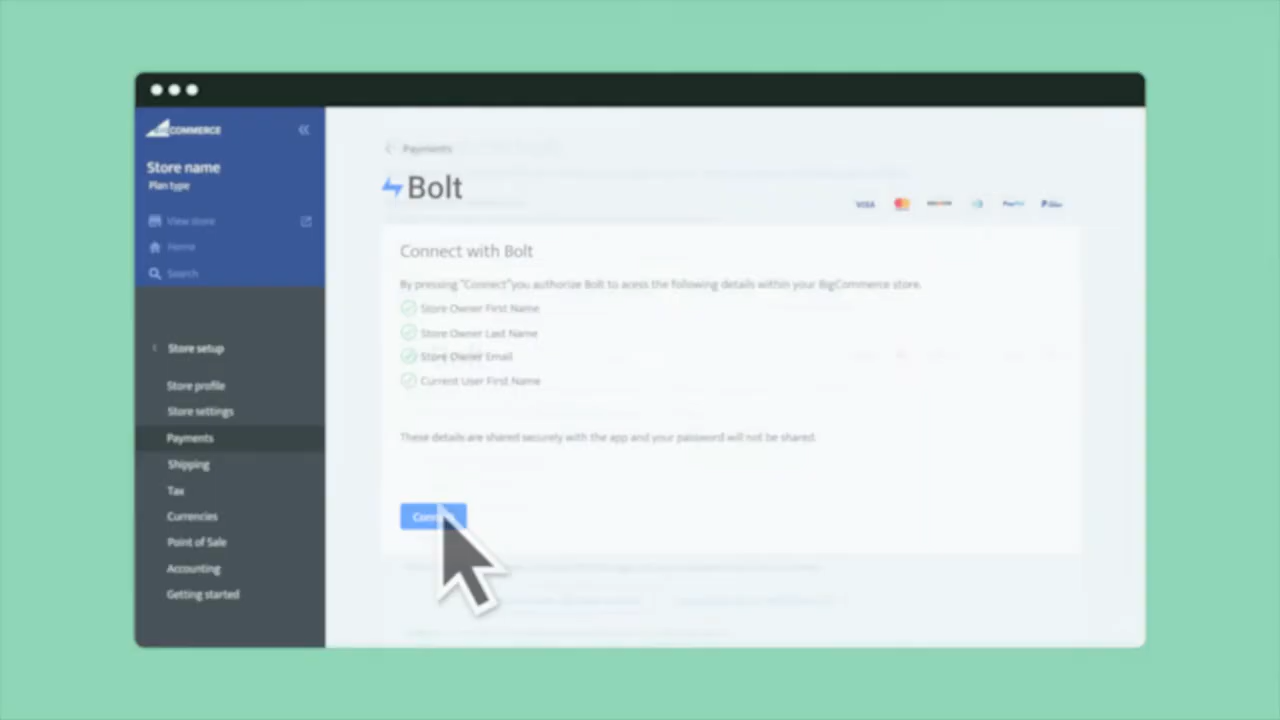 COMMERCE
Store name
Plan type
View store
Home
Search
Store setup
Store profile
Store settings
Payments
Shipping
Tax
Currencies
Point of Sale
Accounting
Getting started
Payments
Bolt
VISA
PayPal
Connect with Bolt
By pressing "Connect"you authorize Bolt to acess the following details within your BigCommerce store.
Store Owner First Name
Store Owner Last Name
Store Owner Email
Current User First Name
These details are shared securely with the app and your password will not be shared.